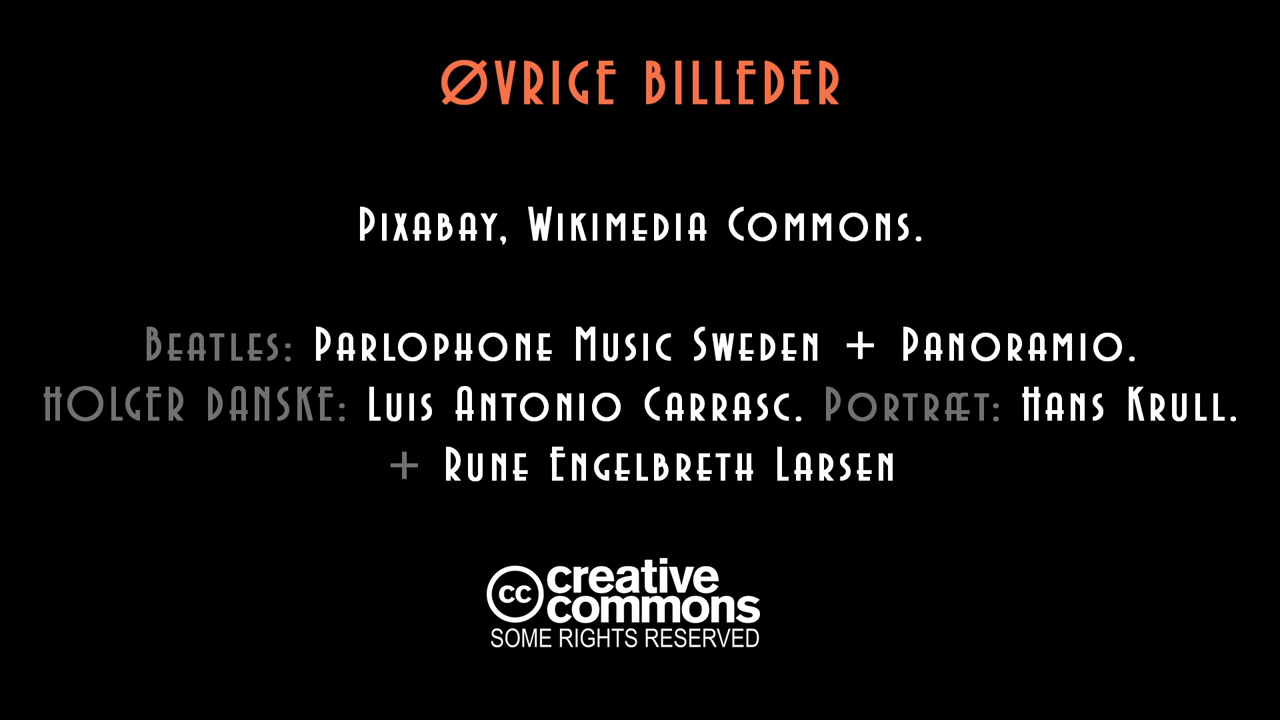 ØVRIGE BILLEDER
PIXABAY, WIKIMEDIA COMMONS.
BEATLES: PARLOPHONE MUSIC SWEDEN + PANORAMIO.
HOLGER DANSKE: LUIS ANTONIO CARRASC. PORTRÆT: HANS KRULL.
+ RUNE ENGELBRETH LARSEN
cc creative commons
SOME RIGHTS RESERVED